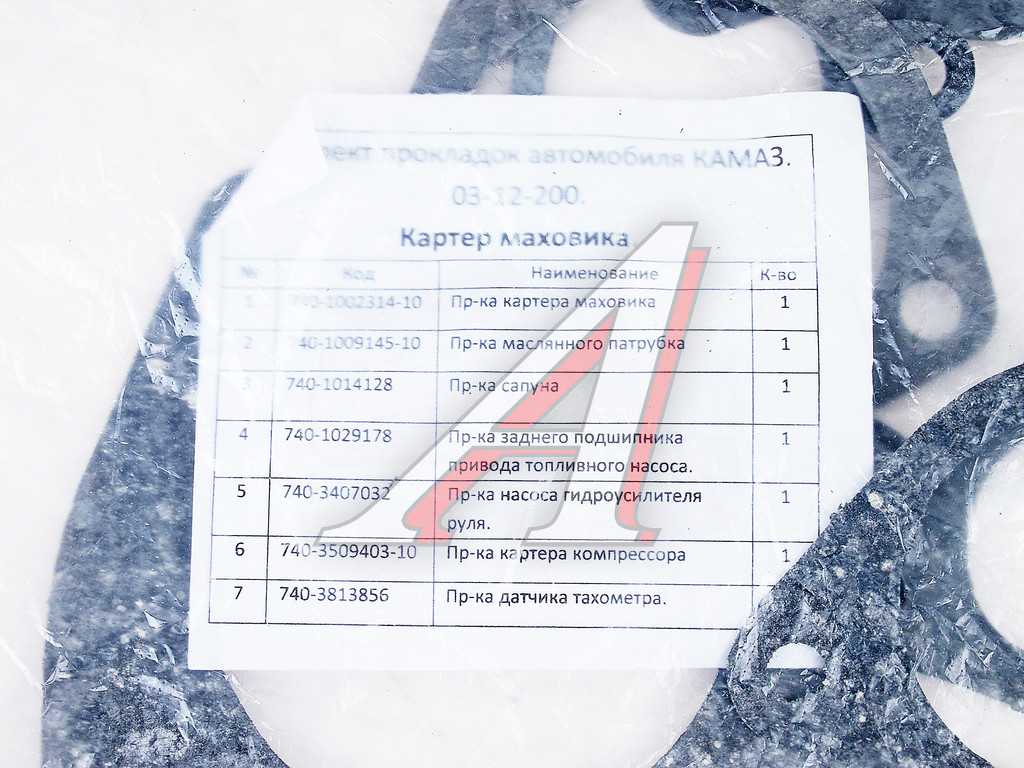 прокладок автомобиля КАМАЗ.
03-12-200.
Картер маховика.
№ Код Наименование К-во
1 740-1002314-10 Пр-ка картера маховика 1
2 740-1009145-10 Пр-ка маслянного патрубка 1
3 740-1014128 Пр-ка сапуна 1
4 740-1029178 Пр-ка заднего подшипника 1
привода топливного насоса.
5 740-3407032 Пр-ка насоса гидроусилителя 1
руля.
6 740-3509403-10 Пр-ка картера компрессора 1
7 740-3813856 Пр-ка датчика тахометра.